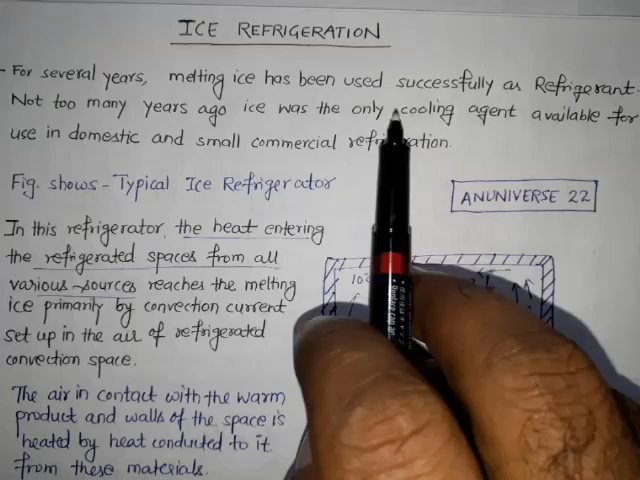 ICE REFRIGERATION
- For several years, melting ice has been used successfully as Refrigerant.
Not too many years ago ice was the only cooling agent available for
use in domestic and small commercial refrigeration.
Fig. shows - Typical Ice Refrigerator
ANUNIVERSE 22
In this refrigerator, the heat entering
the refrigerated spaces from all
various sources reaches the melting
ice primarily by convection current
set up in the air of refrigerated
convection space.
The air in contact with the warm
product and walls of the space is
heated by heat conducted to it
from these materials.